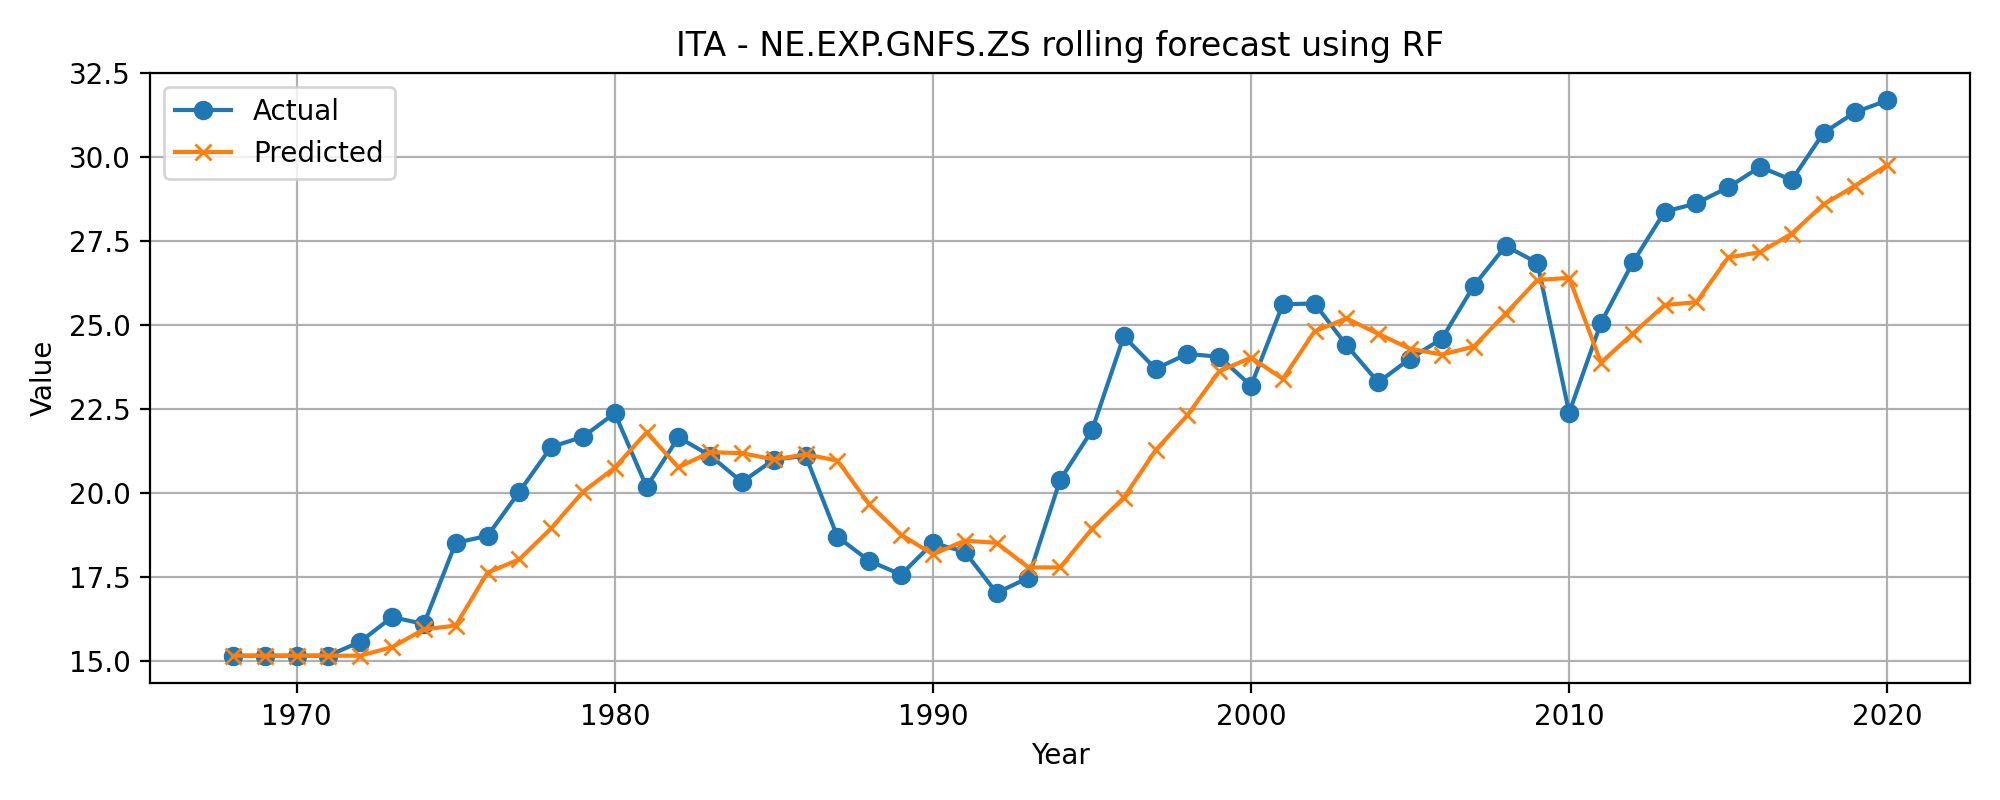 ITA - NE.EXP.GNFS.ZS rolling forecast using RF
32.5
30.0
27.5
25.0
22.5
20.0
17.5
15.0
Value
Actual
Predicted
1970 1980 1990 2000 2010 2020
Year